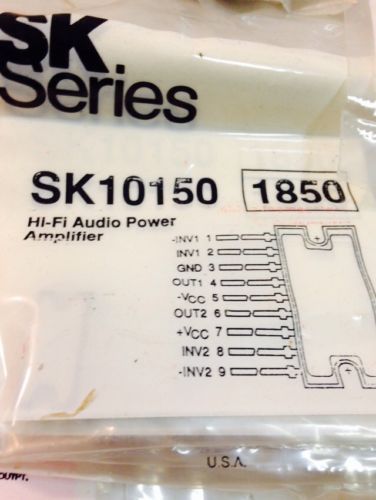 SK
Series
SK10150 1850
HI-Fi Audio Power
Amplifier
-INV1 1
INV1 2
GND 3
OUT1 4
-VCC 5
OUT2 6
+VCC 7
INV2 8
-INV2 9
U.S.A.